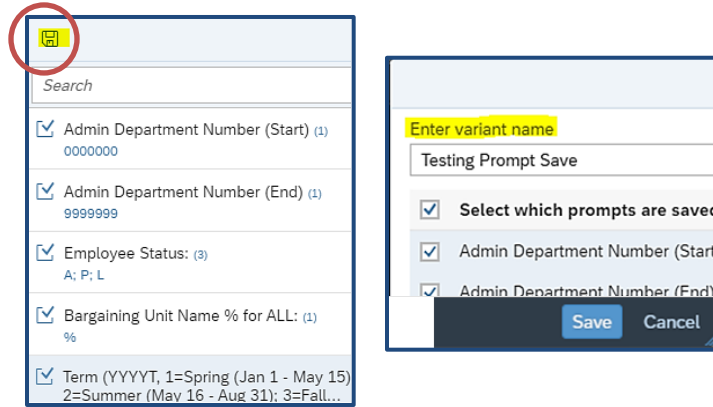 Search
Admin Department Number (Start) (1)
0000000
Admin Department Number (End) (1)
9999999
Employee Status: (3)
A; P; L
Bargaining Unit Name % for ALL: (1)
%
Term (YYYYT, 1=Spring (Jan 1 - May 15)
2=Summer (May 16 - Aug 31); 3=Fall...
Enter variant name
Testing Prompt Save
Select which prompts are saved
Admin Department Number (Start
Admin Department Number (End)
Save Cancel